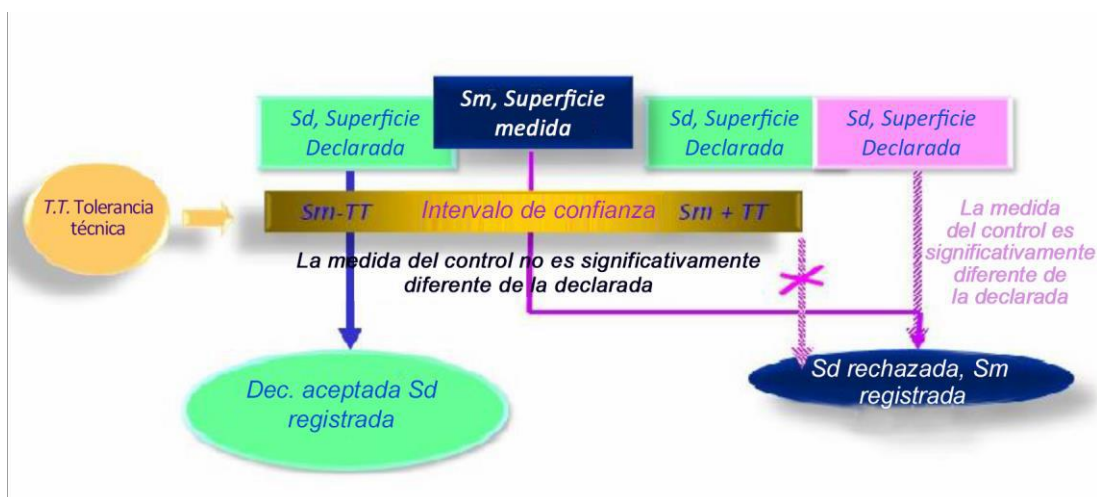 Sm, Superficie
medida
Sd, Superficie
Declarada
Sd, Superficie
Declarada
Sd, Superficie
Declarada
T.T. Tolerancia
técnica
Sm-TT
Intervalo de confianza
Sm + TT
La medida del control no es significativamente
diferente de la declarada
La medida
del control es
significativamente
diferente de
la declarada
Dec. aceptada Sd
registrada
Sd rechazada, Sm
registrada